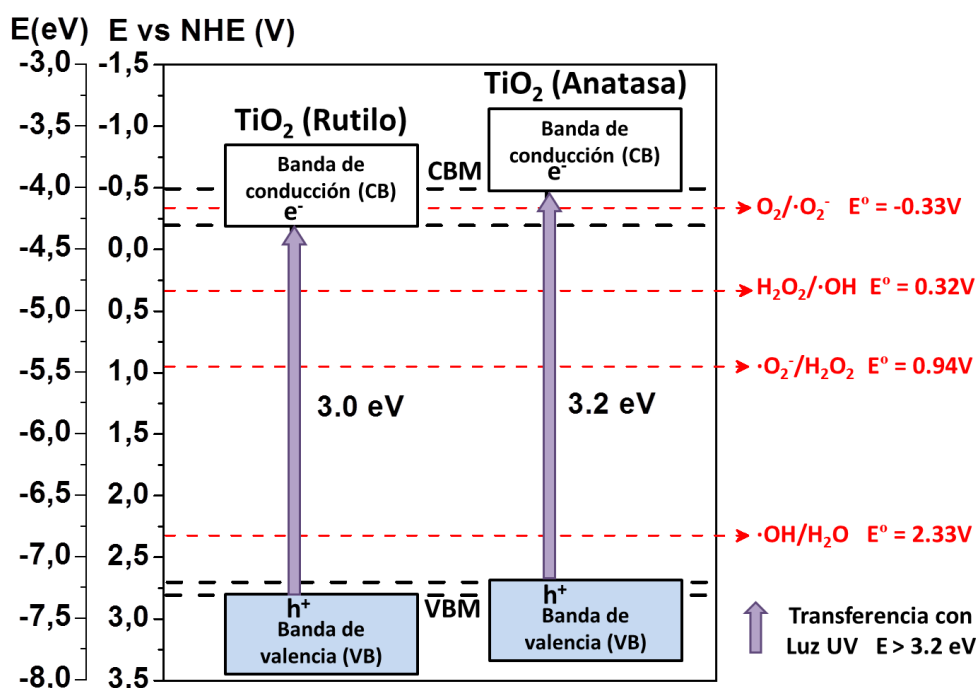 E(eV) E vs NHE (V)
-3,0
-3,5
-4,0
-4,5
-5,0
-5,5
-6,0
-6,5
-7,0
-7,5
-8,0
-1,5
-1,0
-0,5
0,0
0,5
1,0
1,5
2,0
2,5
3,0
3,5
TiO₂ (Rutilo)
Banda de
conducción (CB)
e⁻
TiO₂ (Anatasa)
Banda de
conducción (CB)
e⁻
CBM
3.0 eV
3.2 eV
h⁺
Banda de
valencia (VB)
VBM
h⁺
Banda de
valencia (VB)
O₂/·O₂⁻ Eº = -0.33V
H₂O₂/·OH Eº = 0.32V
·O₂⁻/H₂O₂ Eº = 0.94V
·OH/H₂O Eº = 2.33V
Transferencia con
Luz UV E > 3.2 eV